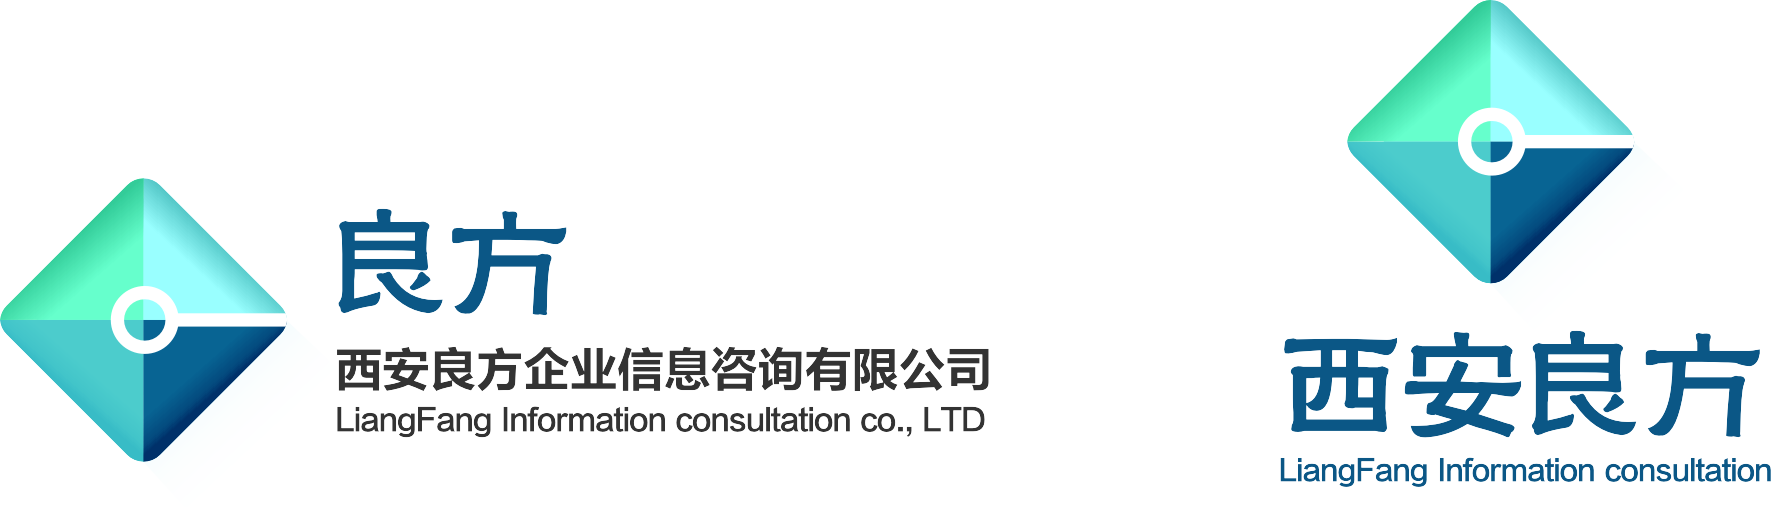 良方
西安良方企业信息咨询有限公司
LiangFang Information consultation co., LTD
西安良方
LiangFang Information consultation